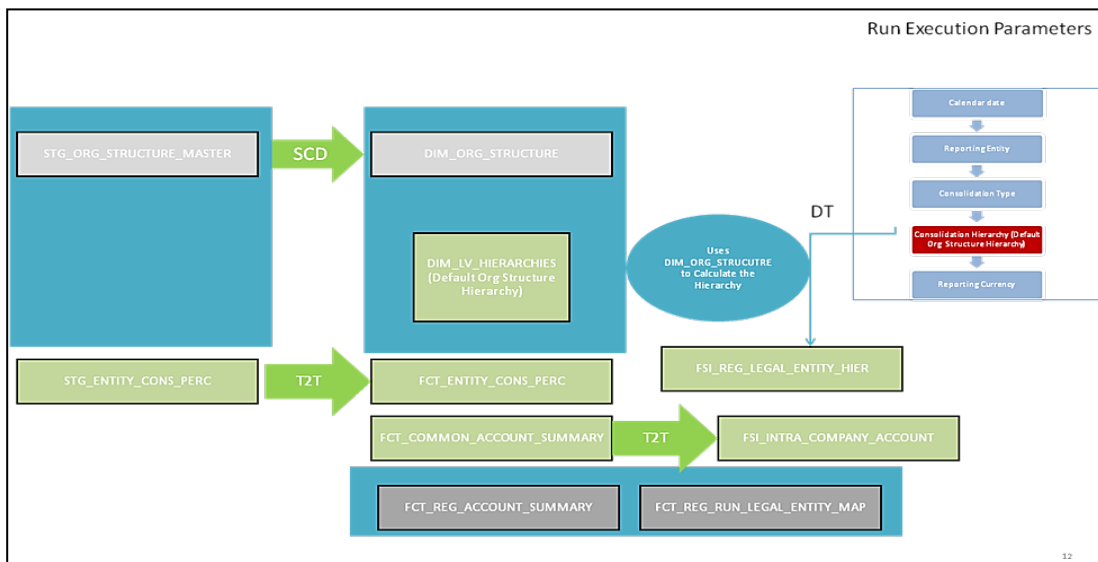 Run Execution Parameters
Calendar date
Reporting Entity
Consolidation Type
Consolidation Hierarchy (Default
Org Structure Hierarchy)
Reporting Currency
STG_ORG_STRUCTURE_MASTER
SCD
DIM_ORG_STRUCTURE
DT
DIM_LV_HIERARCHIES
(Default Org Structure
Hierarchy)
Uses
DIM_ORG_STRUCUTRE
to Calculate the
Hierarchy
STG_ENTITY_CONS_PERC
T2T
FCT_ENTITY_CONS_PERC
FSI_REG_LEGAL_ENTITY_HIER
FCT_COMMON_ACCOUNT_SUMMARY
T2T
FSI_INTRA_COMPANY_ACCOUNT
FCT_REG_ACCOUNT_SUMMARY
FCT_REG_RUN_LEGAL_ENTITY_MAP
12